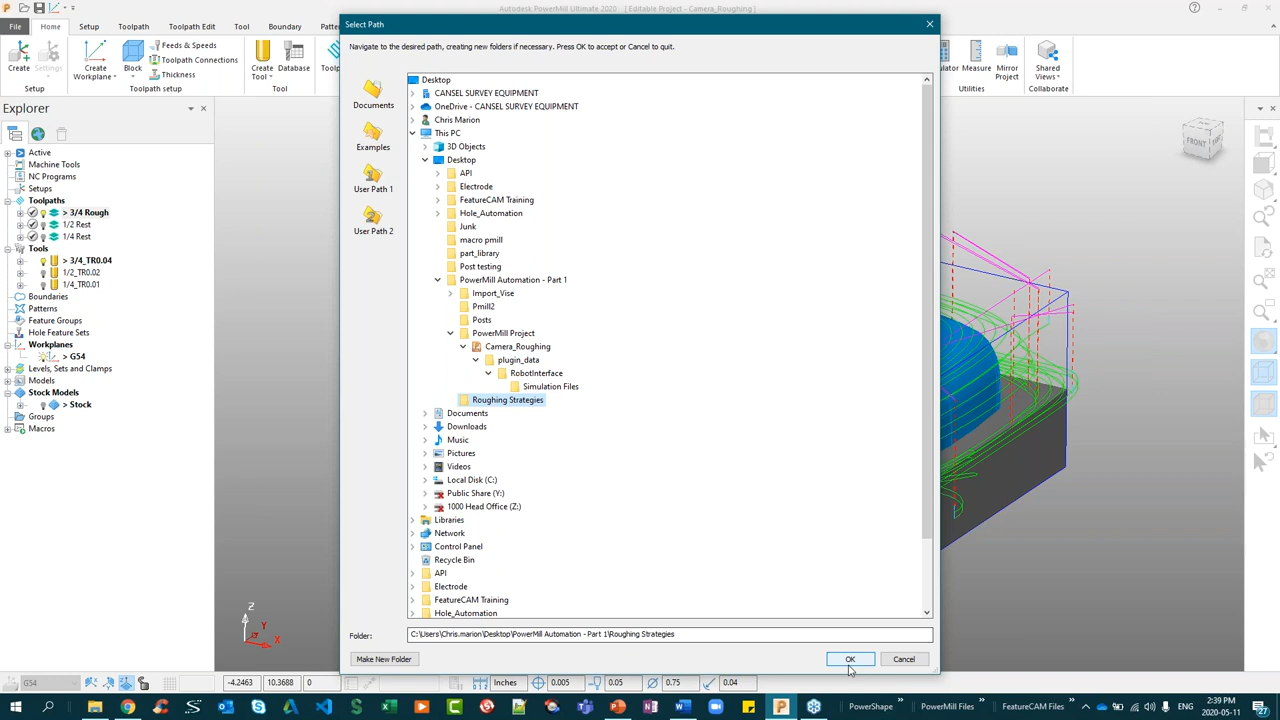 Autodesk PowerMill Ultimate 2020 [ Editable Project - Camera_Roughing ]
File Home Setup Toolpath Toolpath Edit Tool Boundary
Create Settings
Setup
Create Workplane
Block
Feeds & Speeds
Toolpath Connections
Thickness
Toolpath setup
Create Tool
Database
Tool
Measure
Mirror Project
Utilities
Shared Views
Collaborate
Explorer
Active
Machine Tools
NC Programs
Setups
Toolpaths
> 3/4 Rough
1/2 Rest
1/4 Rest
Tools
> 3/4_TR0.04
1/2_TR0.02
1/4_TR0.01
Boundaries
Patterns
Feature Groups
Hole Feature Sets
Workplanes
> G54
Levels, Sets and Clamps
Models
Stock Models
> Stock
Groups
Macros
Select Path
Navigate to the desired path, creating new folders if necessary. Press OK to accept or Cancel to quit.
Documents
Examples
User Path 1
User Path 2
Desktop
CANSEL SURVEY EQUIPMENT
OneDrive - CANSEL SURVEY EQUIPMENT
Chris Marion
This PC
3D Objects
Desktop
API
Electrode
FeatureCAM Training
Hole_Automation
Junk
macro pmill
part_library
Post testing
PowerMill Automation - Part 1
Import_Vise
Pmill2
Posts
PowerMill Project
Camera_Roughing
plugin_data
RobotInterface
Simulation Files
Roughing Strategies
Documents
Downloads
Music
Pictures
Videos
Local Disk (C:)
Public Share (Y:)
1000 Head Office (Z:)
Libraries
Network
Control Panel
Recycle Bin
API
Electrode
FeatureCAM Training
Hole_Automation
Folder: C:\Users\Chris.marion\Desktop\PowerMill Automation - Part 1\Roughing Strategies
Make New Folder OK Cancel
FRONT
Z
Y
X
G54 -4.2463 10.3688 0 Inches 0.005 0.05 0.75 0.04
PowerShape PowerMill Files FeatureCAM Files ENG 2:39 PM
2020-05-11
27